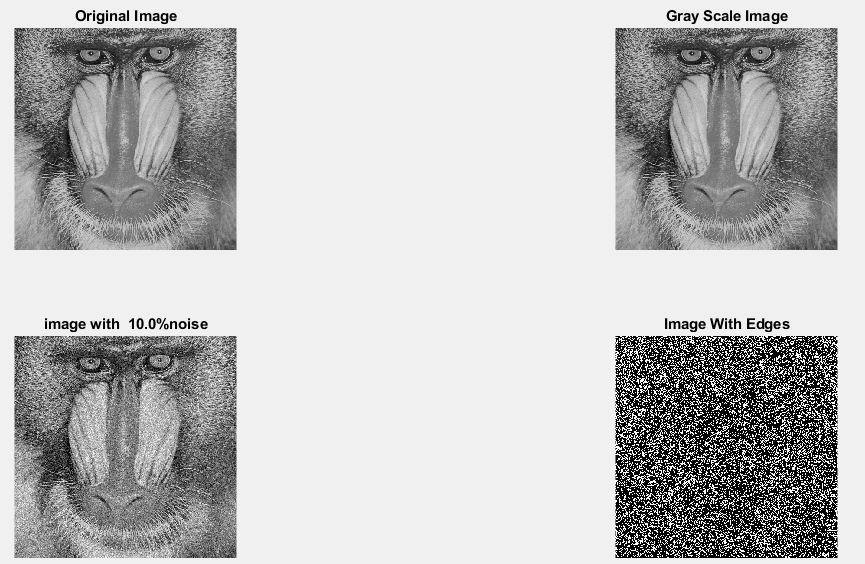 Original Image
Gray Scale Image
image with  10.0%noise
Image With Edges